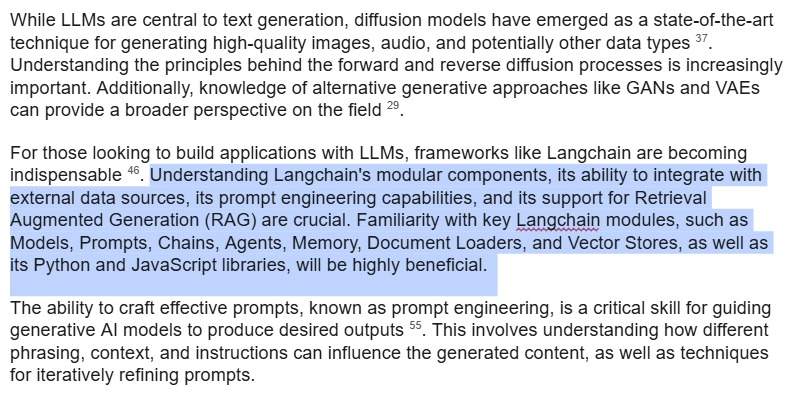 While LLMs are central to text generation, diffusion models have emerged as a state-of-the-art
technique for generating high-quality images, audio, and potentially other data types 37.
Understanding the principles behind the forward and reverse diffusion processes is increasingly
important. Additionally, knowledge of alternative generative approaches like GANs and VAEs
can provide a broader perspective on the field 29.
For those looking to build applications with LLMs, frameworks like Langchain are becoming
indispensable 46. Understanding Langchain's modular components, its ability to integrate with
external data sources, its prompt engineering capabilities, and its support for Retrieval
Augmented Generation (RAG) are crucial. Familiarity with key Langchain modules, such as
Models, Prompts, Chains, Agents, Memory, Document Loaders, and Vector Stores, as well as
its Python and JavaScript libraries, will be highly beneficial.
The ability to craft effective prompts, known as prompt engineering, is a critical skill for guiding
generative AI models to produce desired outputs 55. This involves understanding how different
phrasing, context, and instructions can influence the generated content, as well as techniques
for iteratively refining prompts.